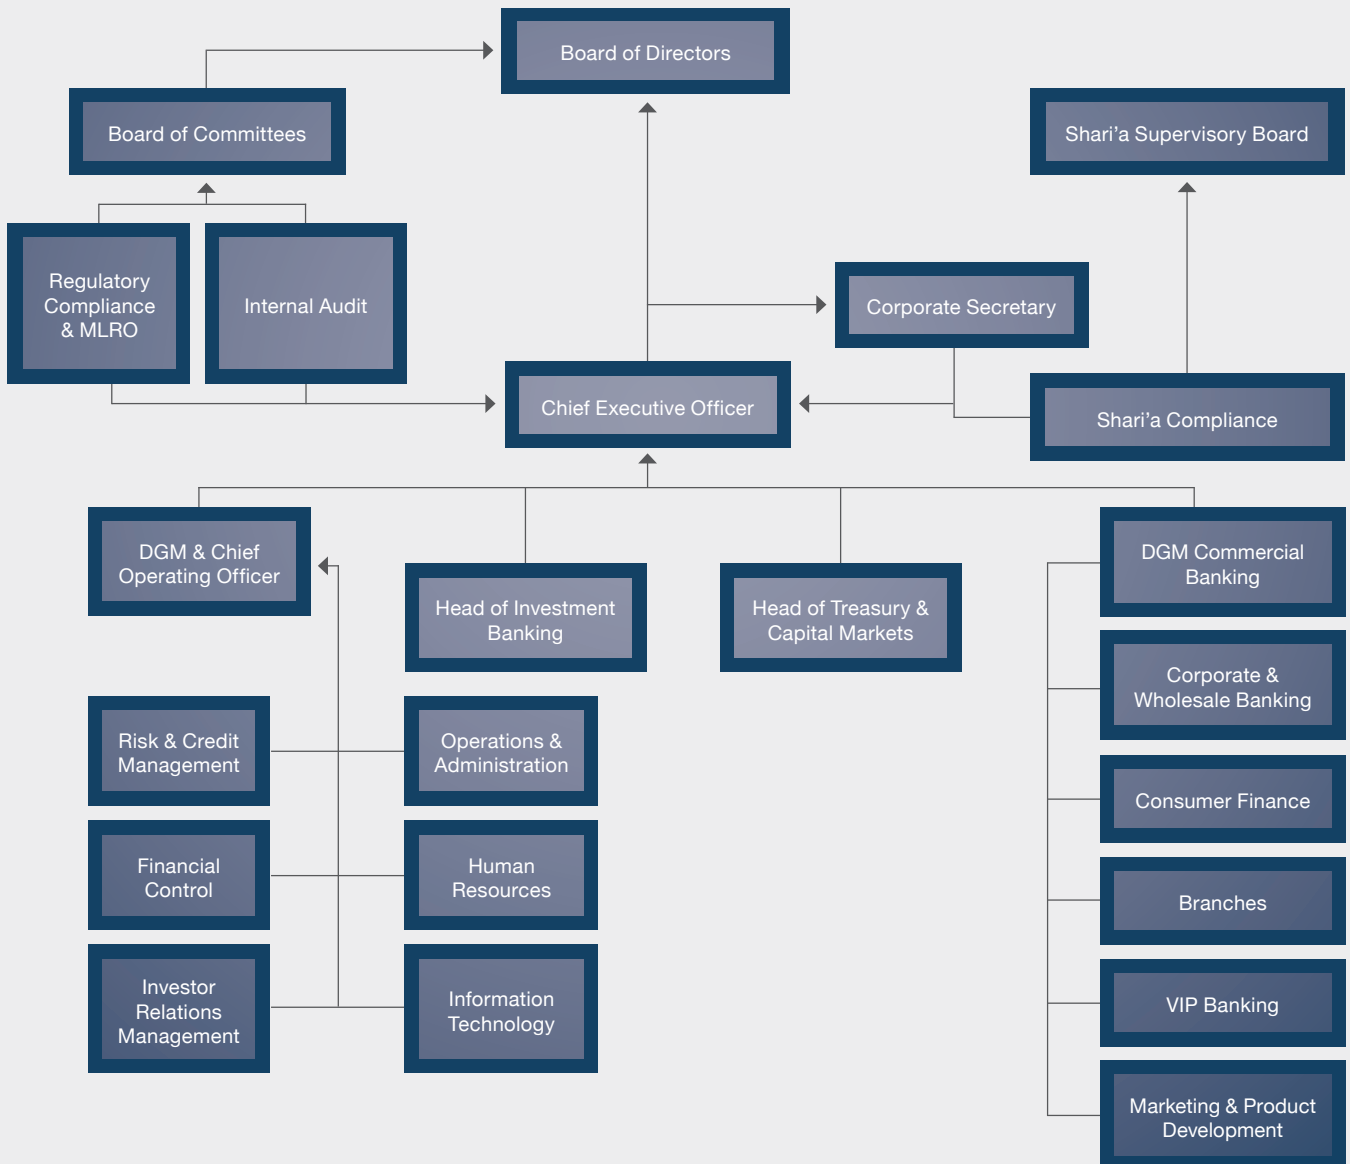 Board of Directors
Board of Committees
Shari’a Supervisory Board
Regulatory
Compliance
& MLRO
Internal Audit
Corporate Secretary
Chief Executive Officer
Shari’a Compliance
DGM & Chief
Operating Officer
Head of Investment
Banking
Head of Treasury &
Capital Markets
DGM Commercial
Banking
Corporate &
Wholesale Banking
Risk & Credit
Management
Operations &
Administration
Consumer Finance
Financial
Control
Human
Resources
Branches
Investor
Relations
Management
Information
Technology
VIP Banking
Marketing & Product
Development